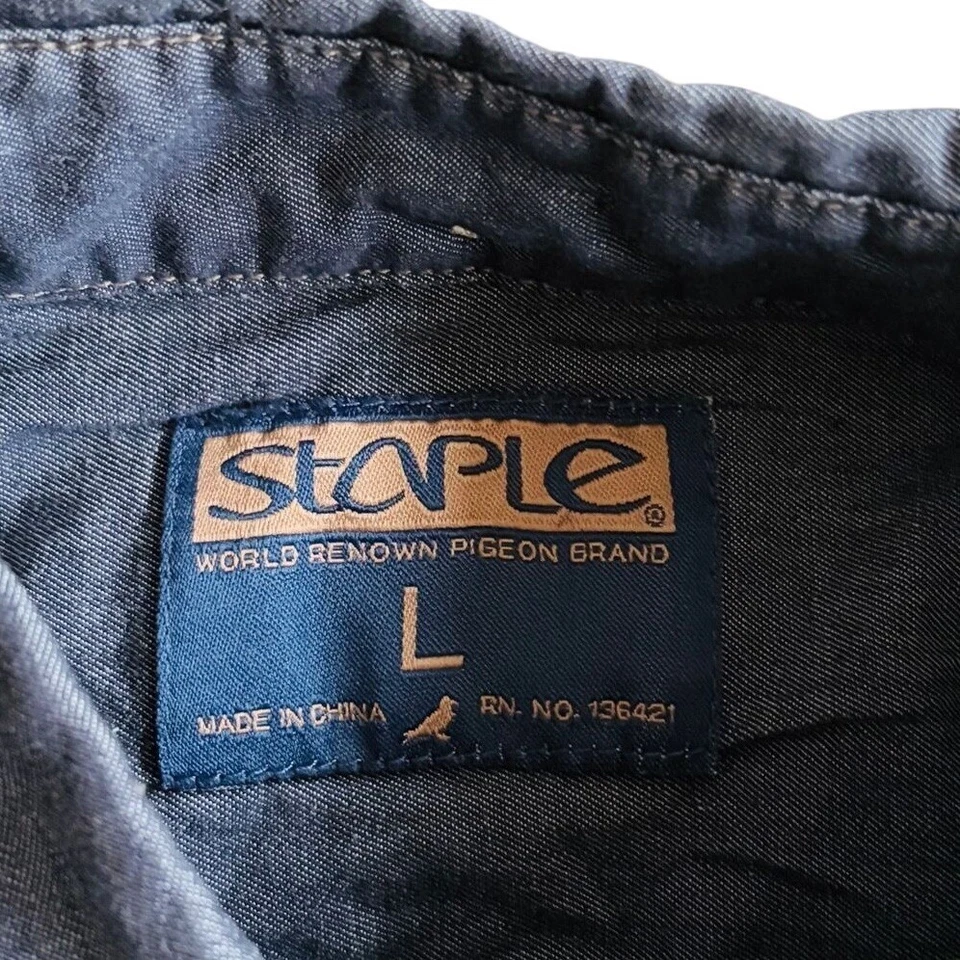 StAPLe®
WORLD RENOWN PIGEON BRAND
L
MADE IN CHINA RN. NO. 136421